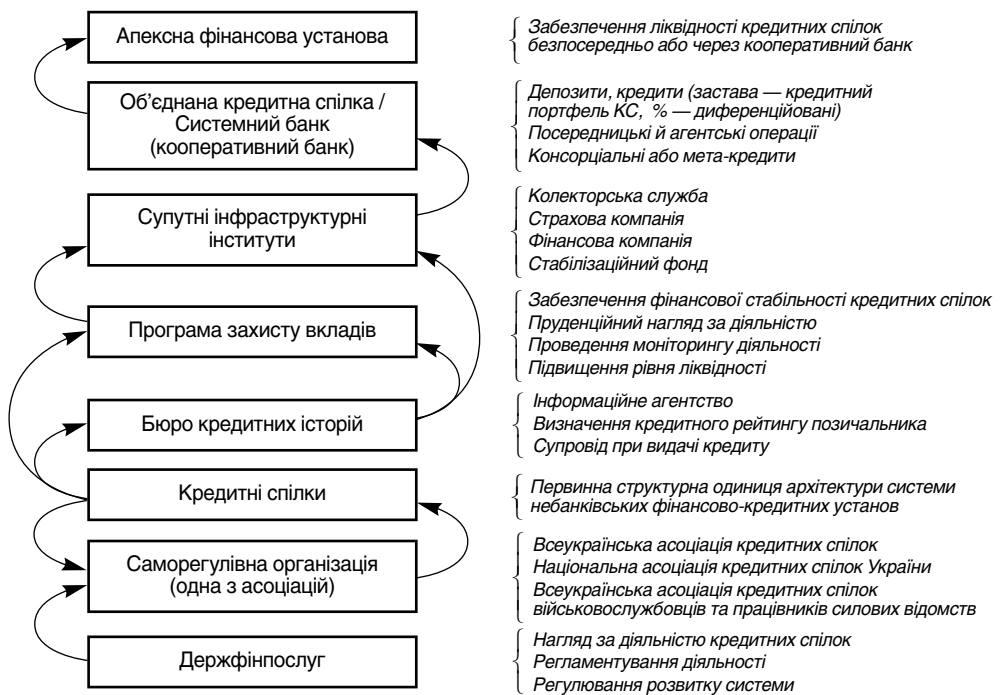 Апексна фінансова установа
Забезпечення ліквідності кредитних спілок
безпосередньо або через кооперативний банк
Об’єднана кредитна спілка /
Системний банк
(кооперативний банк)
Депозити, кредити (застава — кредитний
портфель КС, % — диференційовані)
Посередницькі й агентські операції
Консорціальні або мета-кредити
Супутні інфраструктурні
інститути
Колекторська служба
Страхова компанія
Фінансова компанія
Стабілізаційний фонд
Програма захисту вкладів
Забезпечення фінансової стабільності кредитних спілок
Пруденційний нагляд за діяльністю
Проведення моніторингу діяльності
Підвищення рівня ліквідності
Бюро кредитних історій
Інформаційне агентство
Визначення кредитного рейтингу позичальника
Супровід при видачі кредиту
Кредитні спілки
Первинна структурна одиниця архітектури системи
небанківських фінансово-кредитних установ
Саморегулівна організація
(одна з асоціацій)
Всеукраїнська асоціація кредитних спілок
Національна асоціація кредитних спілок України
Всеукраїнська асоціація кредитних спілок
військовослужбовців та працівників силових відомств
Держфінпослуг
Нагляд за діяльністю кредитних спілок
Регламентування діяльності
Регулювання розвитку системи